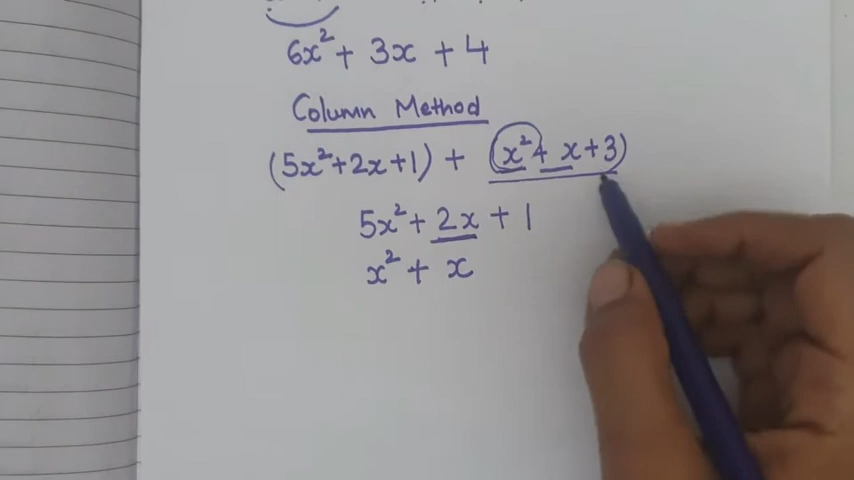 6x² + 3x + 4
Column Method
(5x²+2x+1) + (x²+ x+3)
5x² + 2x + 1
x² + x